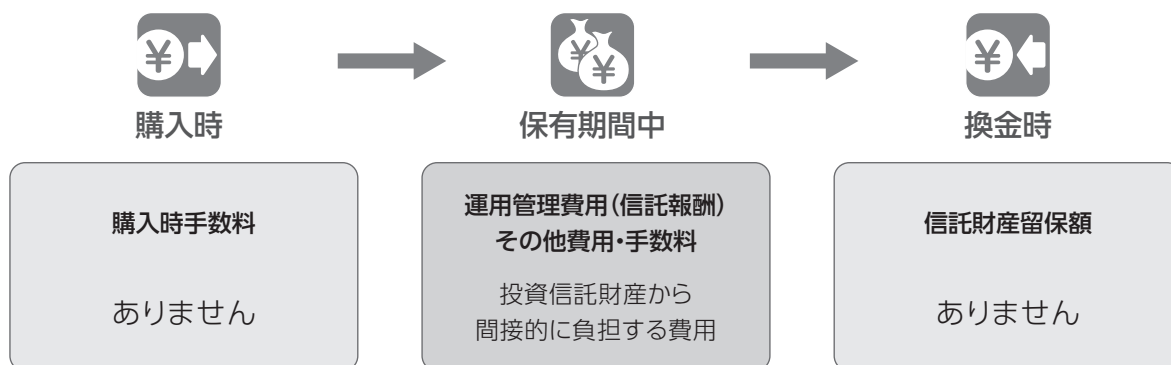 購入時
保有期間中
換金時
購入時手数料
ありません
運用管理費用(信託報酬)
その他費用・手数料
投資信託財産から
間接的に負担する費用
信託財産留保額
ありません